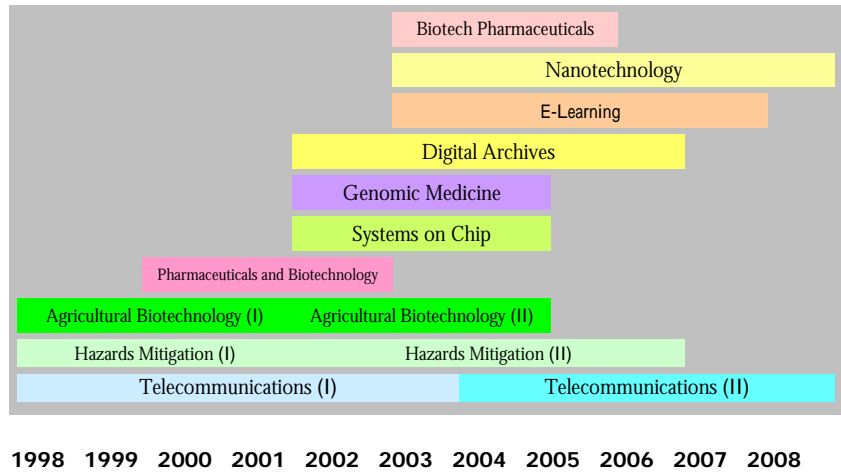 Biotech Pharmaceuticals
Nanotechnology
E-Learning
Digital Archives
Genomic Medicine
Systems on Chip
Pharmaceuticals and Biotechnology
Agricultural Biotechnology (I) Agricultural Biotechnology (II)
Hazards Mitigation (I) Hazards Mitigation (II)
Telecommunications (I) Telecommunications (II)
1998 1999 2000 2001 2002 2003 2004 2005 2006 2007 2008